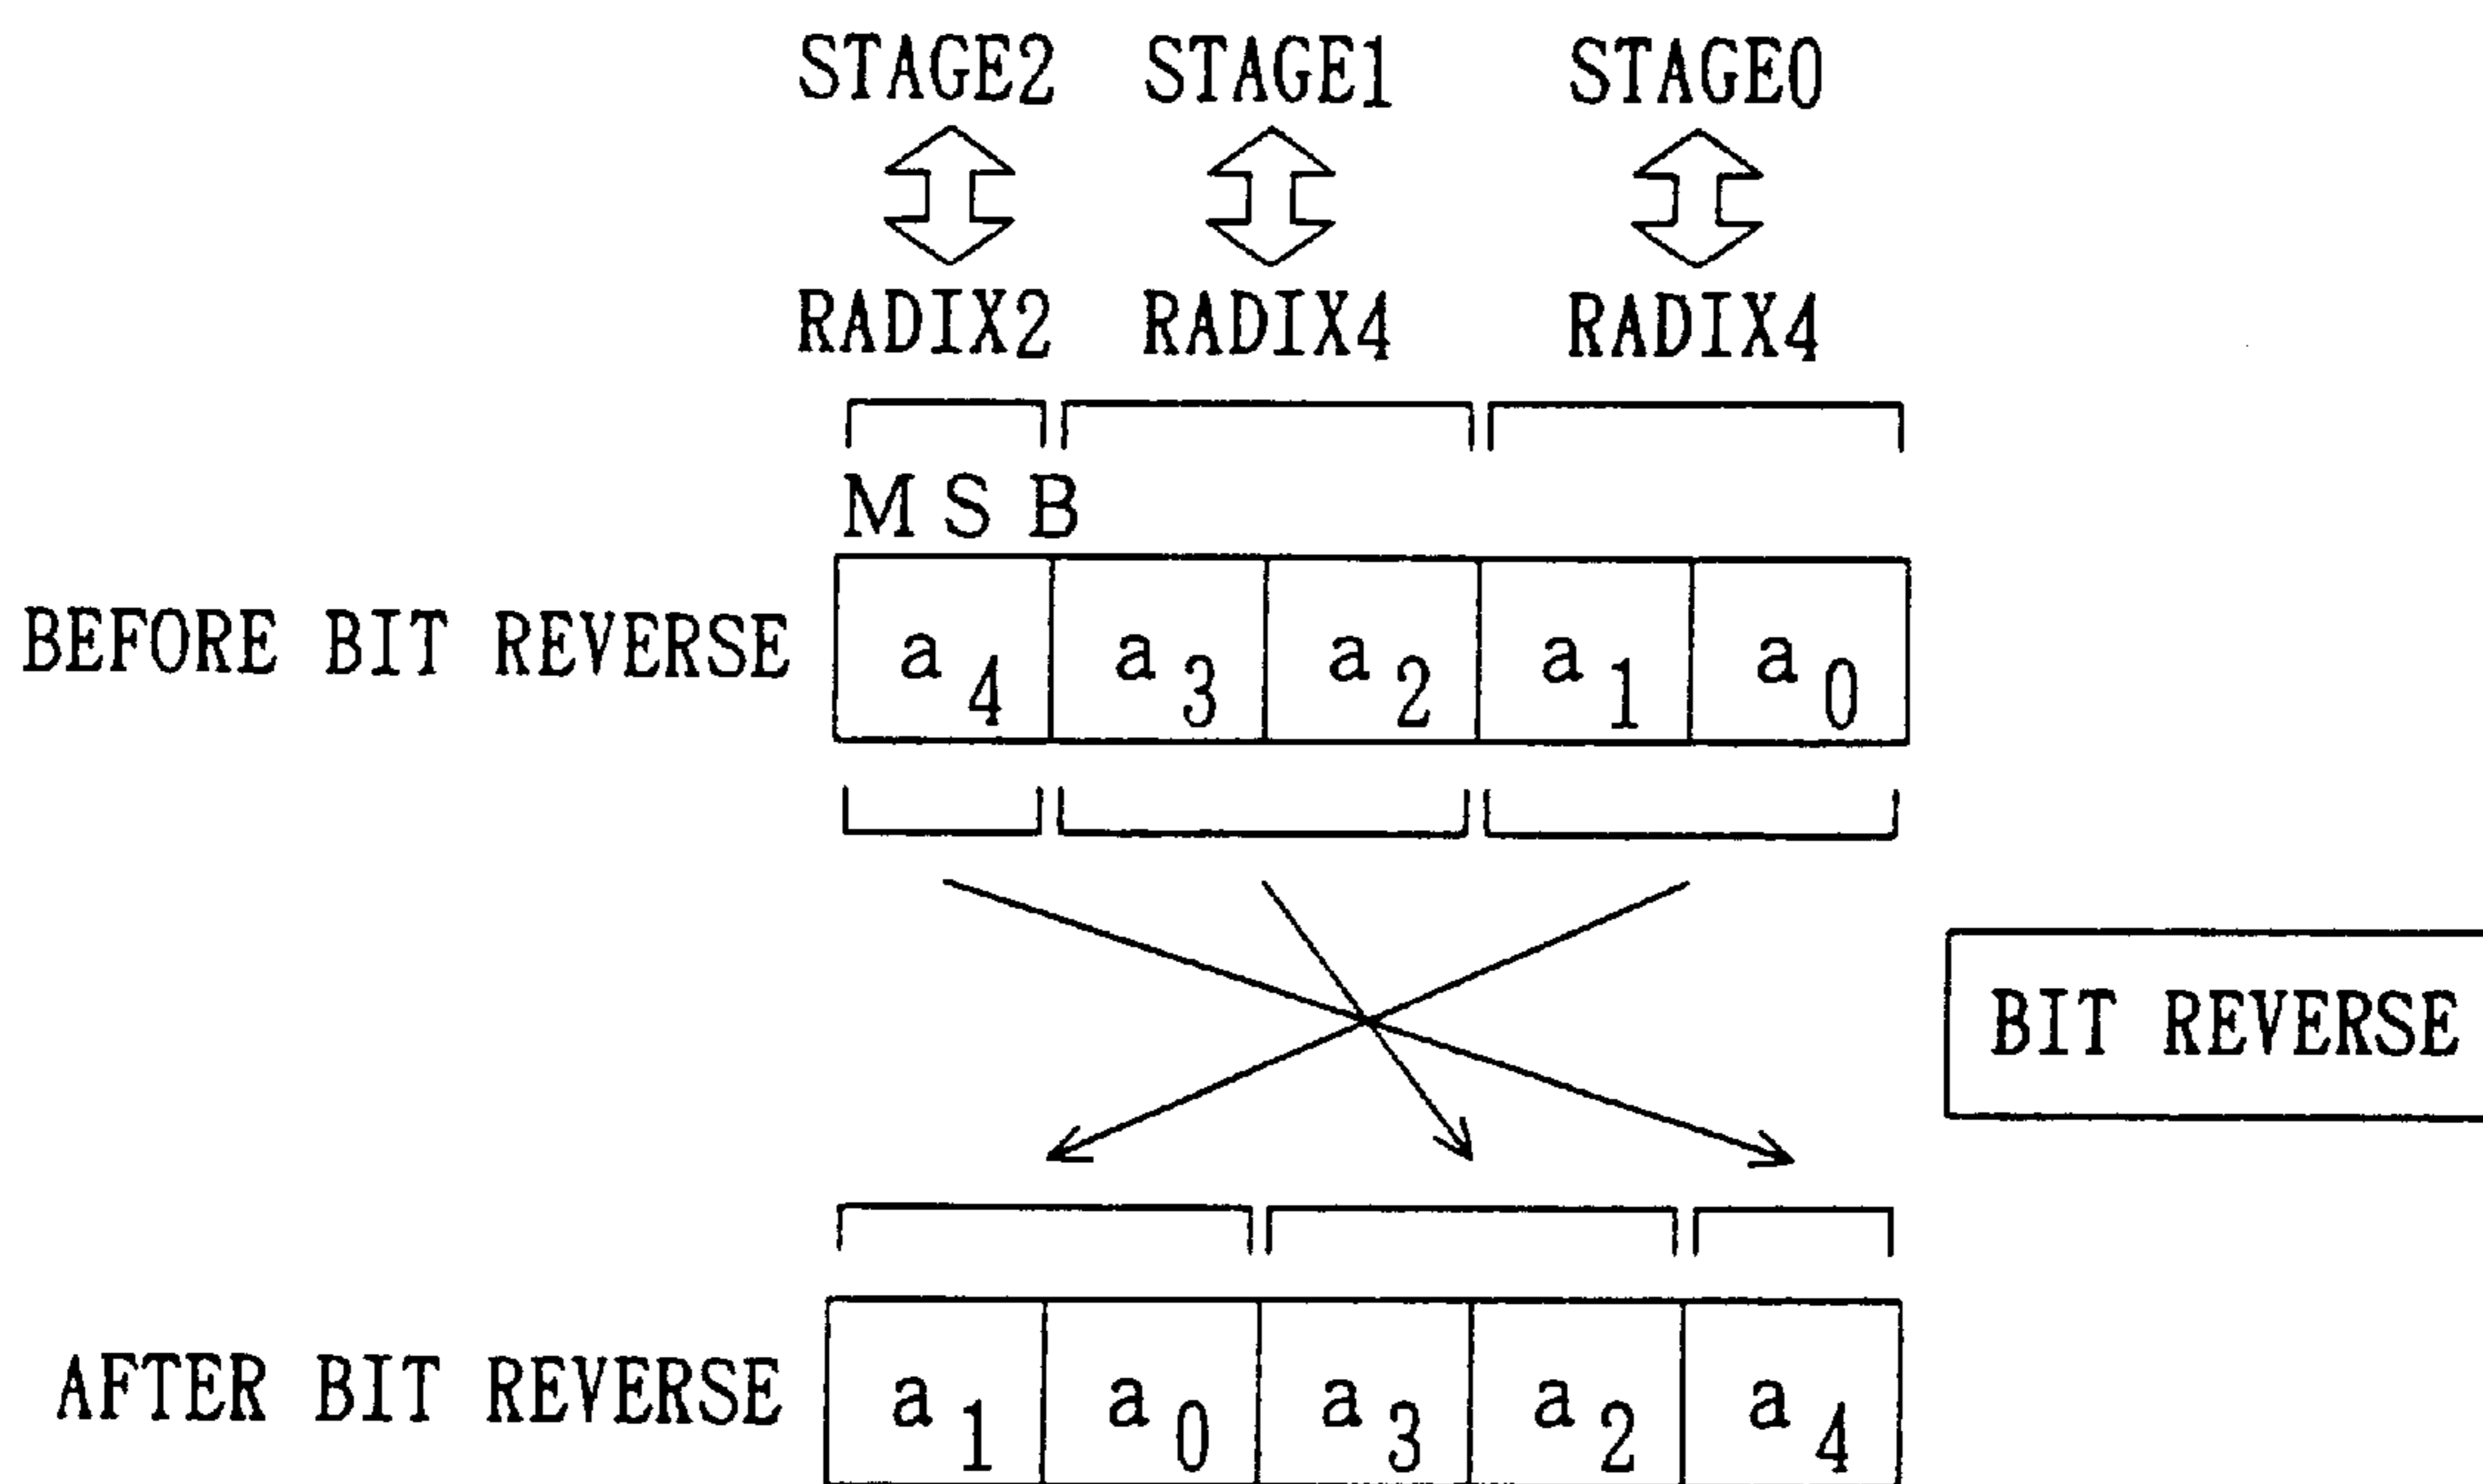 STAGE2 STAGE1 STAGE0
RADIX2 RADIX4 RADIX4
MSB
BEFORE BIT REVERSE a4 a3 a2 a1 a0
BIT REVERSE
AFTER BIT REVERSE a1 a0 a3 a2 a4